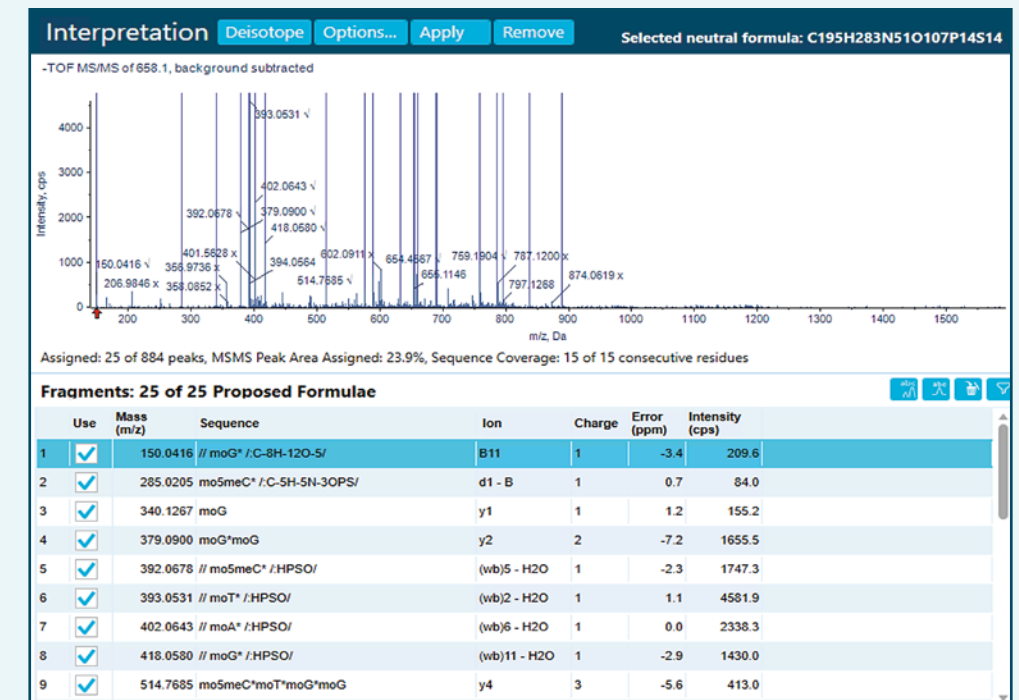 Interpretation Deisotope Options... Apply Remove Selected neutral formula: C195H283N51O107P14S14
-TOF MS/MS of 658.1, background subtracted
Intensity, cps
4000
3000
2000
1000
0
393.0531 √
402.0643 √
392.0678 √
379.0900 √
418.0580 √
401.5628 x
394.0564
602.0911 x
654.4567 √
759.1904 √
787.1200 x
150.0416 √
356.9736 x
514.7685 √
655.1146
874.0619 x
206.9846 x
358.0852 x
797.1268
200 300 400 500 600 700 800 900 1000 1100 1200 1300 1400 1500
m/z, Da
Assigned: 25 of 884 peaks, MSMS Peak Area Assigned: 23.9%, Sequence Coverage: 15 of 15 consecutive residues
Fragments: 25 of 25 Proposed Formulae
Use Mass (m/z) Sequence Ion Charge Error (ppm) Intensity (cps)
1 150.0416 // moG* /:C-8H-12O-5/ B11 1 -3.4 209.6
2 285.0205 mo5meC* /:C-5H-5N-3OPS/ d1 - B 1 0.7 84.0
3 340.1267 moG y1 1 1.2 155.2
4 379.0900 moG*moG y2 2 -7.2 1655.5
5 392.0678 // mo5meC* /:HPSO/ (wb)5 - H2O 1 -2.3 1747.3
6 393.0531 // moT* /:HPSO/ (wb)2 - H2O 1 1.1 4581.9
7 402.0643 // moA* /:HPSO/ (wb)6 - H2O 1 0.0 2338.3
8 418.0580 // moG* /:HPSO/ (wb)11 - H2O 1 -2.9 1430.0
9 514.7685 mo5meC*moT*moG*moG y4 3 -5.6 413.0